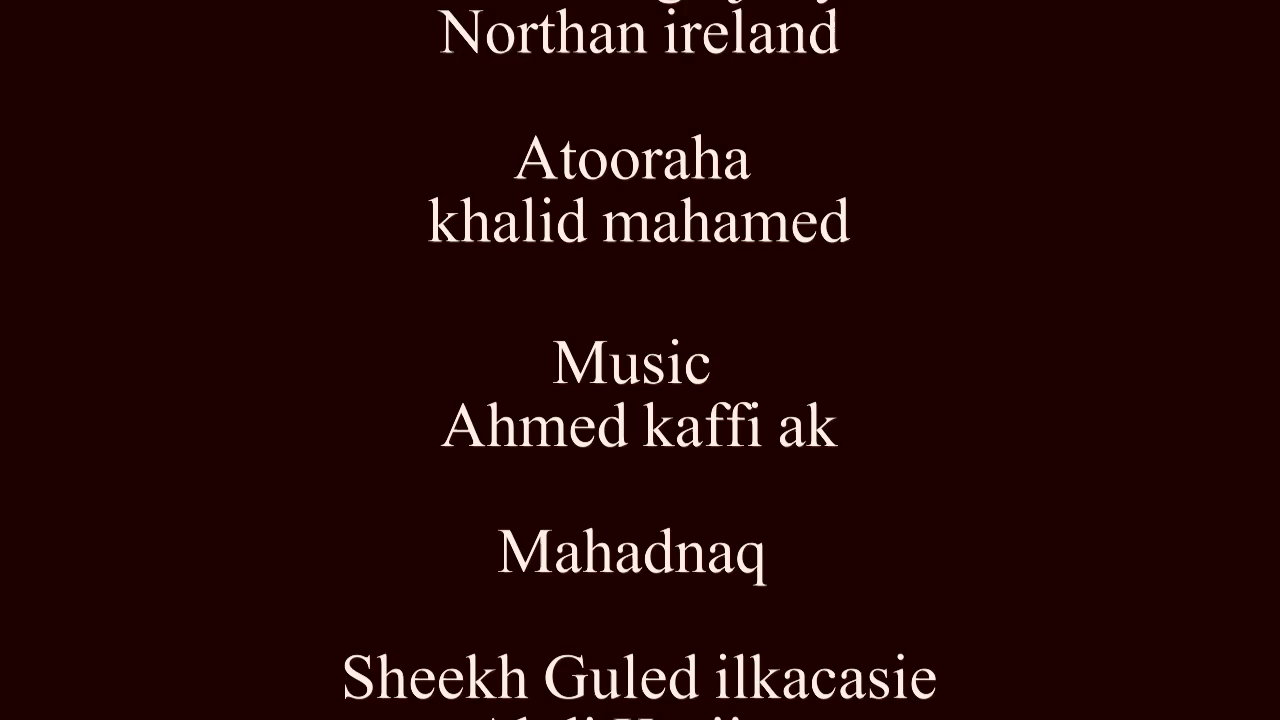 Northan ireland
Atooraha
khalid mahamed
Music
Ahmed kaffi ak
Mahadnaq
Sheekh Guled ilkacasie